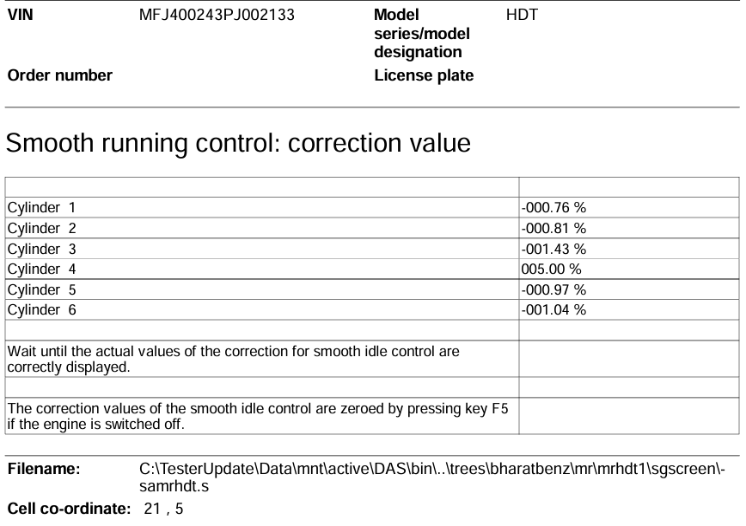 VIN MFJ400243PJ002133 Model series/model designation HDT
Order number License plate
Smooth running control: correction value
Cylinder 1 -000.76 %
Cylinder 2 -000.81 %
Cylinder 3 -001.43 %
Cylinder 4 005.00 %
Cylinder 5 -000.97 %
Cylinder 6 -001.04 %
Wait until the actual values of the correction for smooth idle control are
correctly displayed.
The correction values of the smooth idle control are zeroed by pressing key F5
if the engine is switched off.
Filename: C:\TesterUpdate\Data\mnt\active\DAS\bin\..\trees\bharatbenz\mr\mrhdt1\sgscreen\-
samrhdt.s
Cell co-ordinate: 21 , 5